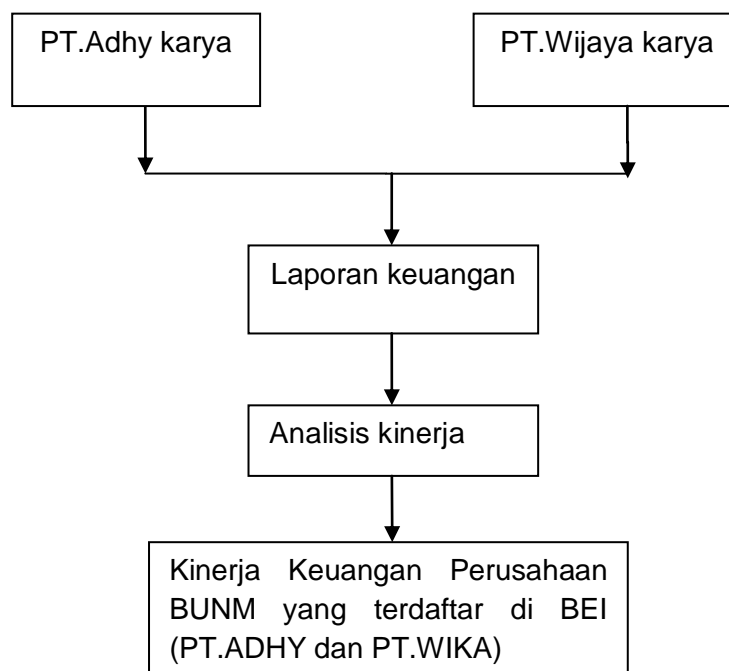 PT.Adhy karya
PT.Wijaya karya
Laporan keuangan
Analisis kinerja
Kinerja Keuangan Perusahaan
BUNM yang terdaftar di BEI
(PT.ADHY dan PT.WIKA)